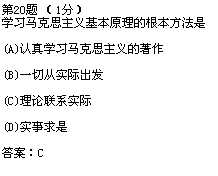 第20题 (1分)
学习马克思主义基本原理的根本方法是
(A)认真学习马克思主义的著作
(B)一切从实际出发
(C)理论联系实际
(D)实事求是
答案：C